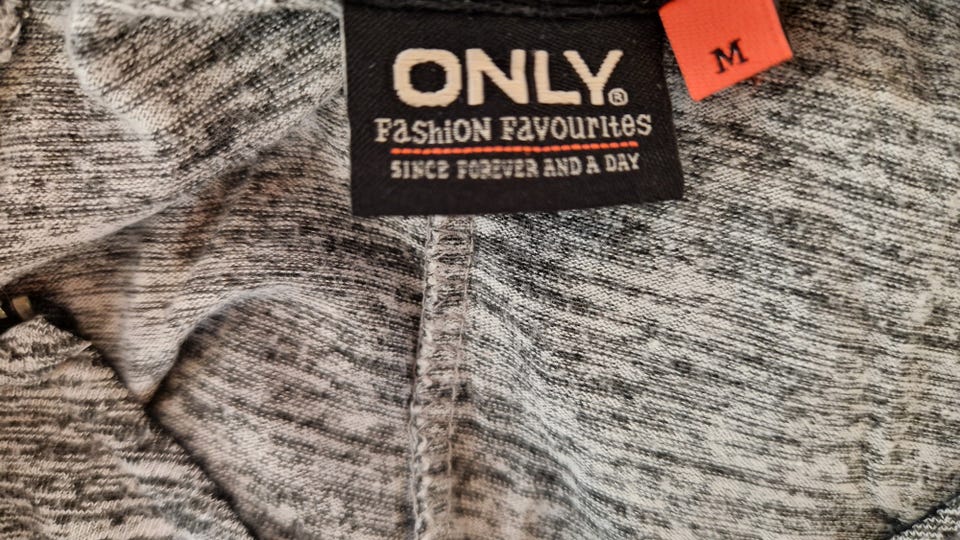 ONLY®
FaShiON FavouRItes
SINCE FOREVER AND A DAY
M